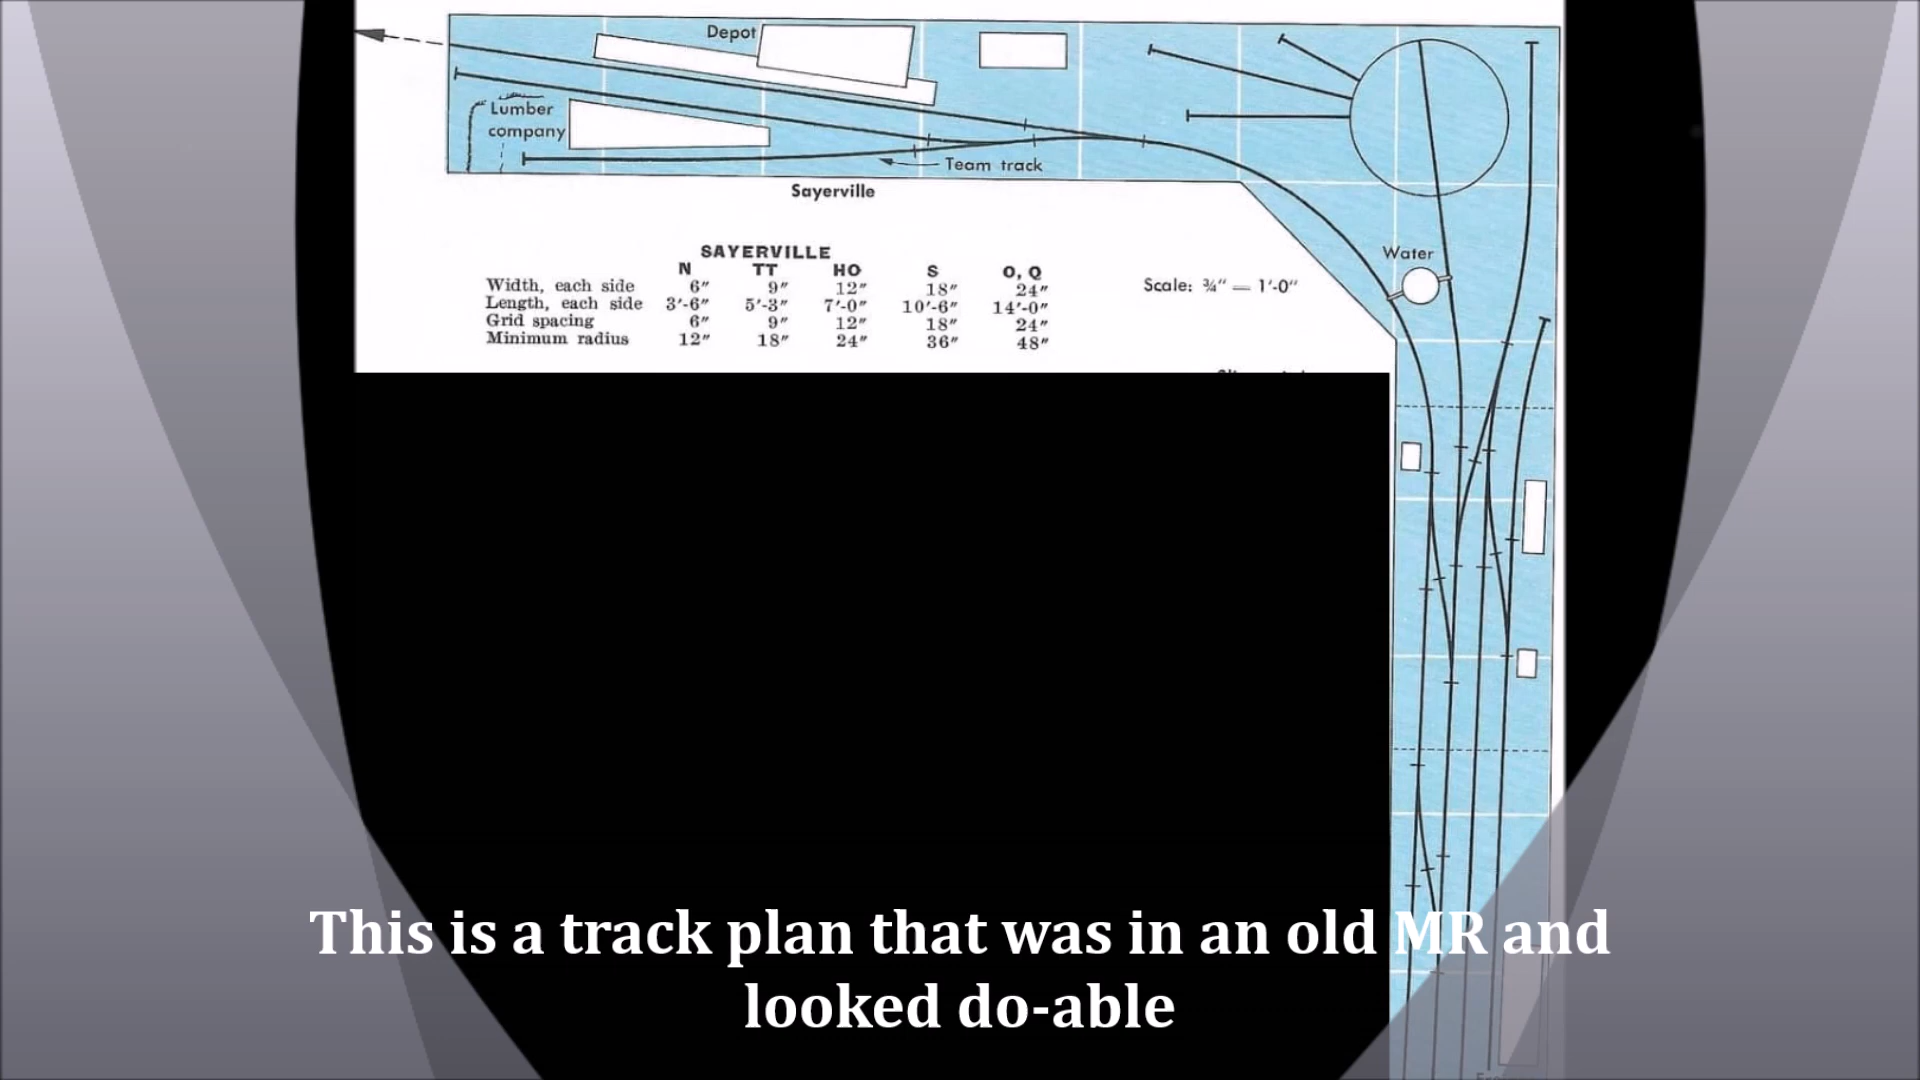 Depot
Lumber
company
Team track
Sayerville
Water
SAYERVILLE
N TT HO S O, Q
Width, each side 6″ 9″ 12″ 18″ 24″
Length, each side 3′-6″ 5′-3″ 7′-0″ 10′-6″ 14′-0″
Grid spacing 6″ 9″ 12″ 18″ 24″
Minimum radius 12″ 18″ 24″ 36″ 48″
Scale: ¾″ = 1′-0″
This is a track plan that was in an old MR and
looked do-able